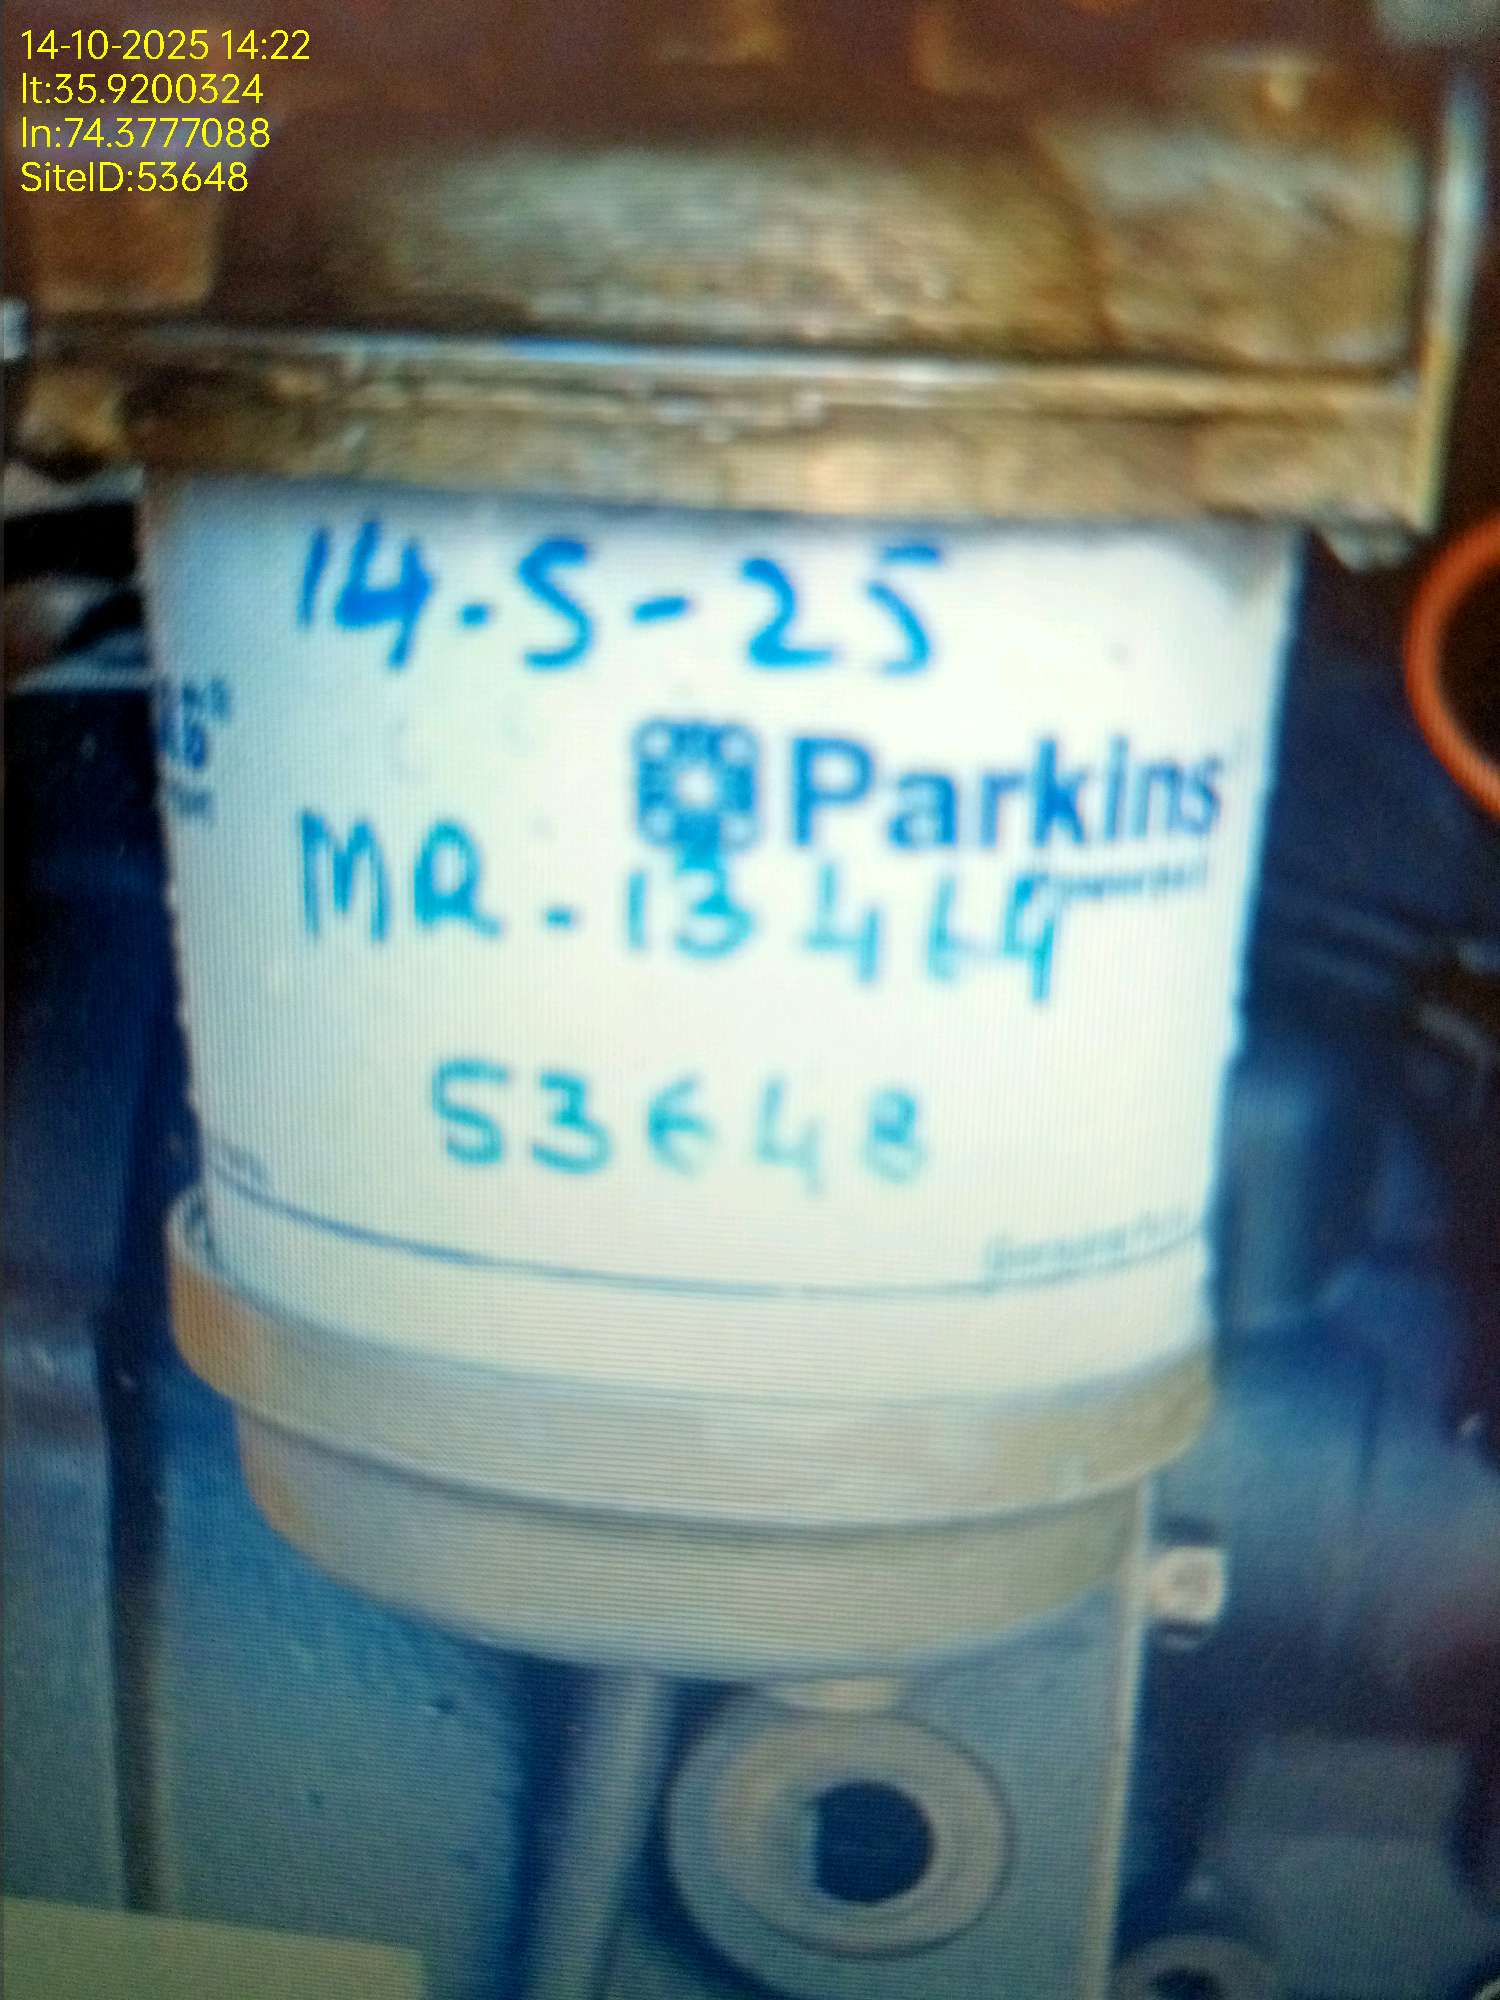 14-10-2025 14:22
lt:35.9200324
ln:74.3777088
SiteID:53648
14.5-25
Parkins
MR-13464
53648